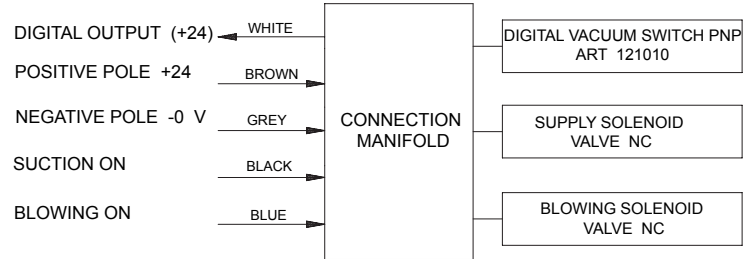 DIGITAL OUTPUT (+24) WHITE
POSITIVE POLE +24 BROWN
NEGATIVE POLE -0 V GREY
SUCTION ON BLACK
BLOWING ON BLUE
CONNECTION
MANIFOLD
DIGITAL VACUUM SWITCH PNP
ART 121010
SUPPLY SOLENOID
VALVE NC
BLOWING SOLENOID
VALVE NC